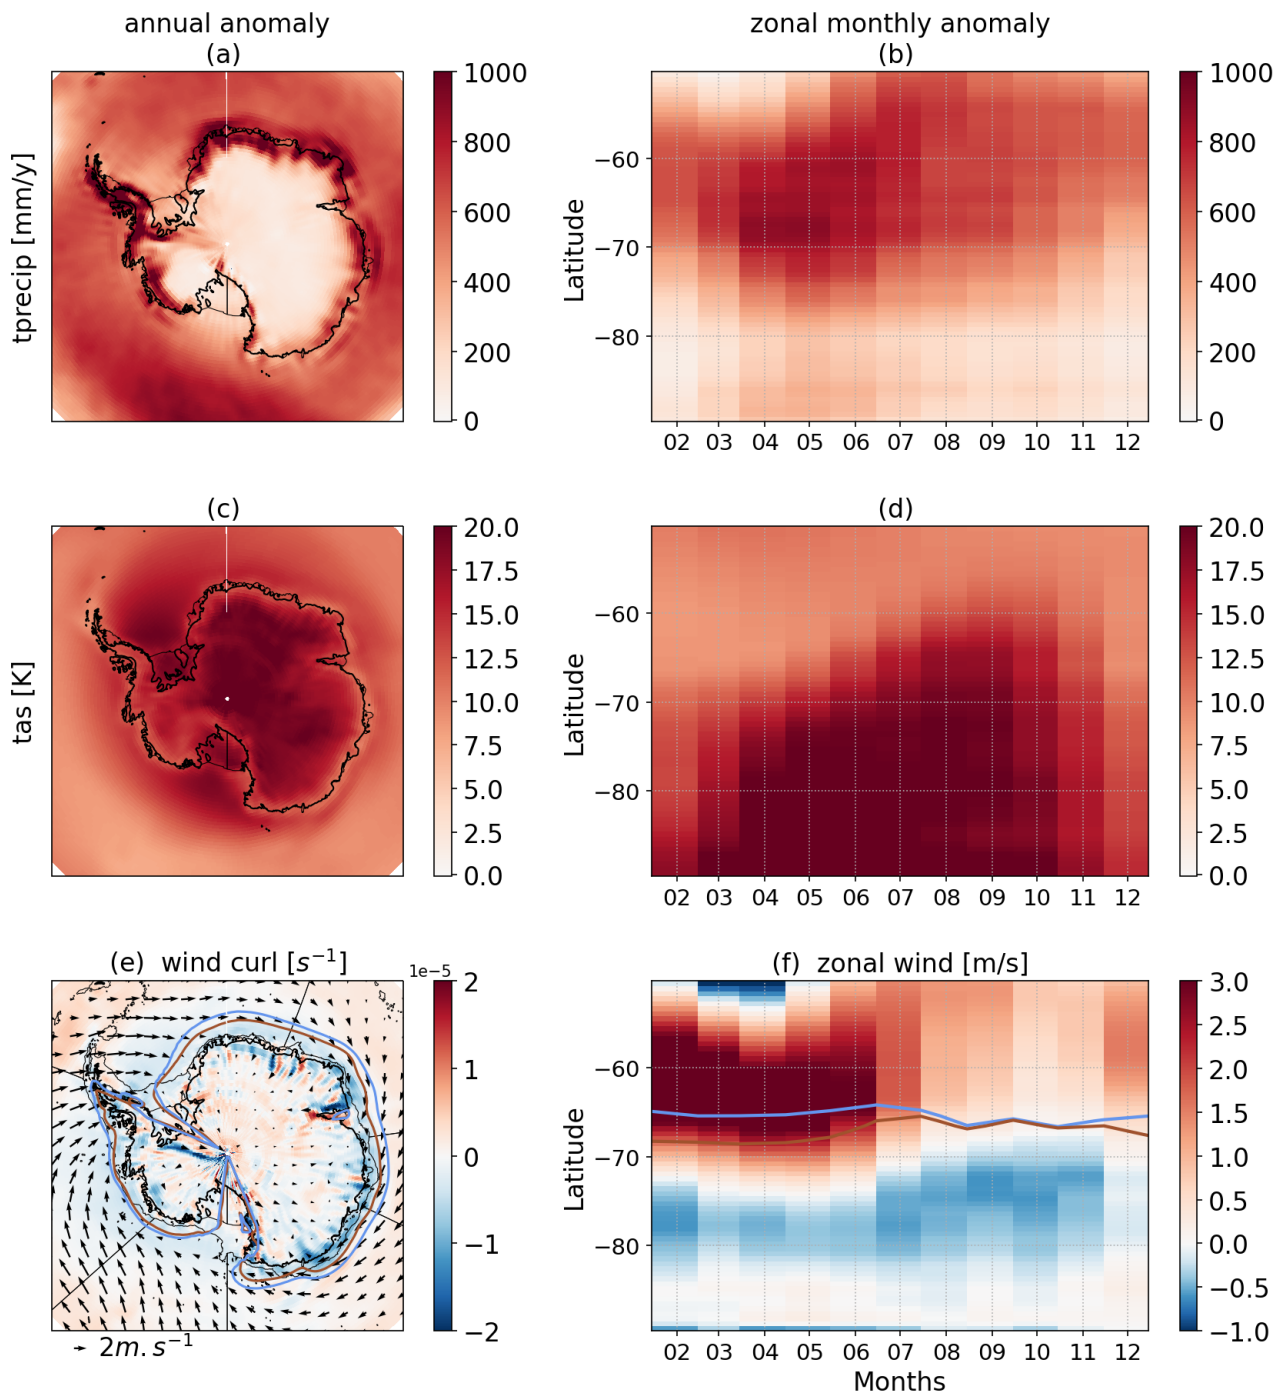 annual anomaly
(a)
zonal monthly anomaly
(b)
tprecip [mm/y]
1000
800
600
400
200
0
Latitude
−60
−70
−80
02 03 04 05 06 07 08 09 10 11 12
1000
800
600
400
200
0
(c)
(d)
tas [K]
20.0
17.5
15.0
12.5
10.0
7.5
5.0
2.5
0.0
Latitude
−60
−70
−80
02 03 04 05 06 07 08 09 10 11 12
20.0
17.5
15.0
12.5
10.0
7.5
5.0
2.5
0.0
(e) wind curl [s⁻¹]
1e-5
2
1
0
−1
−2
2m.s⁻¹
(f) zonal wind [m/s]
Latitude
−60
−70
−80
02 03 04 05 06 07 08 09 10 11 12
Months
3.0
2.5
2.0
1.5
1.0
0.5
0.0
−0.5
−1.0